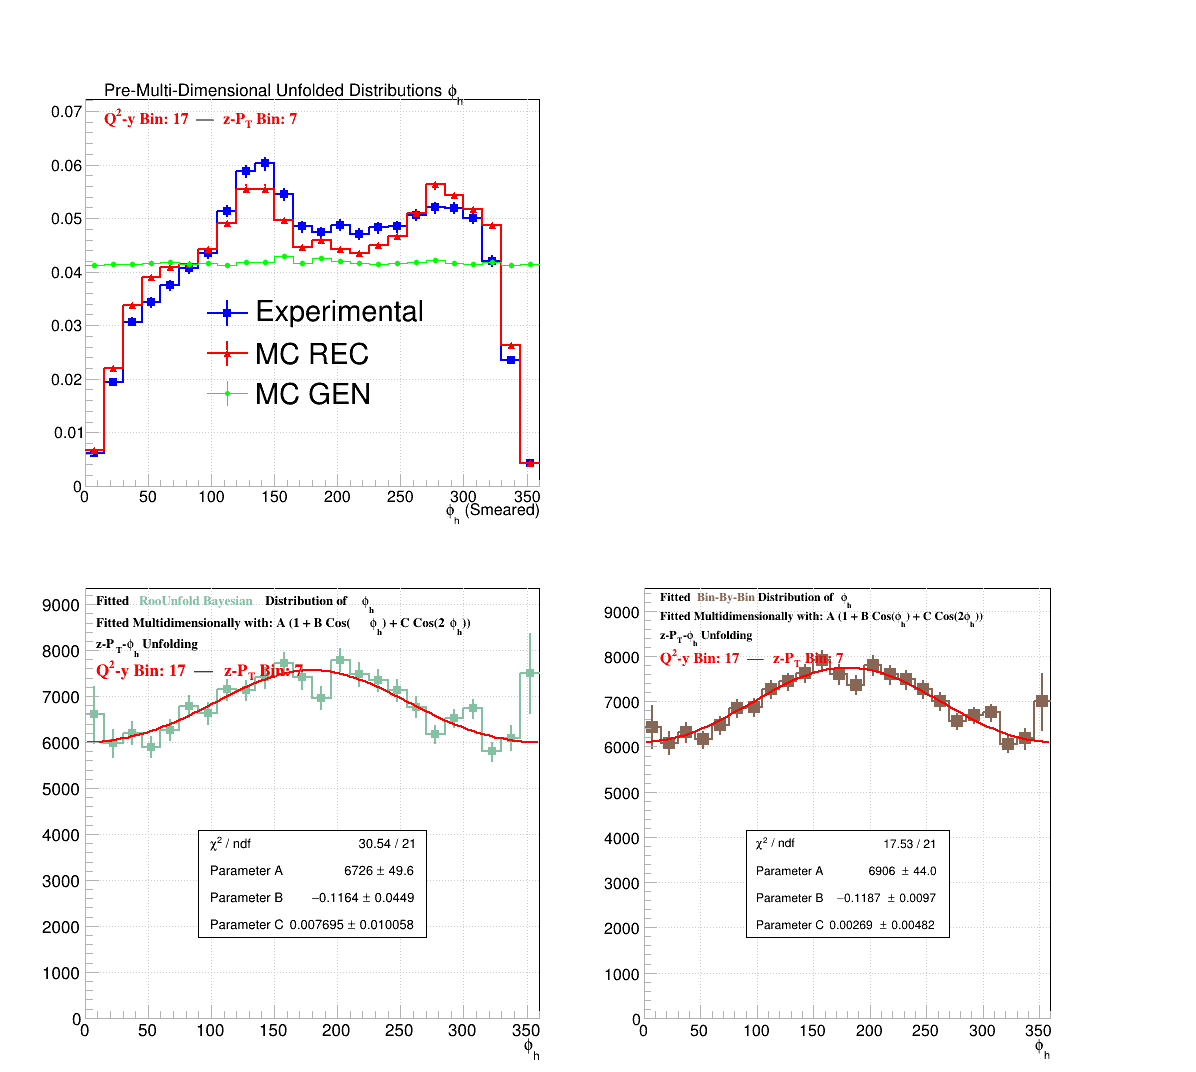 Pre-Multi-Dimensional Unfolded Distributions ϕh
Q2-y Bin: 17 — z-PT Bin: 7
0.07
0.06
0.05
0.04
0.03
0.02
0.01
0
Experimental
MC REC
MC GEN
0 50 100 150 200 250 300 350
ϕh (Smeared)
Fitted RooUnfold Bayesian Distribution of ϕh
Fitted Multidimensionally with: A (1 + B Cos( ϕh) + C Cos(2 ϕh))
z-PT-ϕh Unfolding
Q2-y Bin: 17 — z-PT Bin: 7
9000
8000
7000
6000
5000
4000
3000
2000
1000
0
χ2 / ndf 30.54 / 21
Parameter A 6726 ± 49.6
Parameter B −0.1164 ± 0.0449
Parameter C 0.007695 ± 0.010058
0 50 100 150 200 250 300 350
ϕh
Fitted Bin-By-Bin Distribution of ϕh
Fitted Multidimensionally with: A (1 + B Cos(ϕh) + C Cos(2ϕh))
z-PT-ϕh Unfolding
Q2-y Bin: 17 — z-PT Bin: 7
9000
8000
7000
6000
5000
4000
3000
2000
1000
0
χ2 / ndf 17.53 / 21
Parameter A 6906 ± 44.0
Parameter B −0.1187 ± 0.0097
Parameter C 0.00269 ± 0.00482
0 50 100 150 200 250 300 350
ϕh